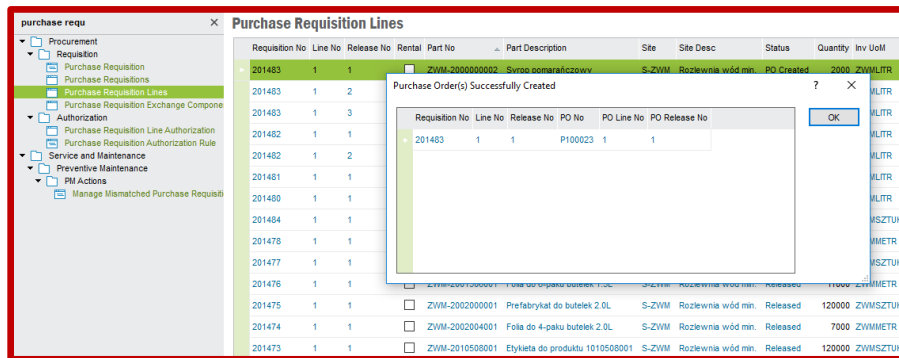 purchase requ ×
Procurement
Requisition
Purchase Requisition
Purchase Requisitions
Purchase Requisition Lines
Purchase Requisition Exchange Compone
Authorization
Purchase Requisition Line Authorization
Purchase Requisition Authorization Rule
Service and Maintenance
Preventive Maintenance
PM Actions
Manage Mismatched Purchase Requisiti
Purchase Requisition Lines
Requisition No Line No Release No Rental Part No Part Description Site Site Desc Status Quantity Inv UoM
201483 1 1 ZWM-2000000002 Syrop pomarańczowy S-ZWM Rozlewnia wód min. PO Created 2000 ZWMLITR
201483 1 2 MLITR
201483 1 3 MLITR
201482 1 1 MLITR
201482 1 2 MLITR
201481 1 1 MLITR
201480 1 1 MLITR
201484 1 1 MSZTUK
201478 1 1 MMETR
201477 1 1 MSZTUK
201476 1 1 Folia do 6-paku butelek 1.5L S-ZWM Rozlewnia wód min. Released 11000 ZWMMETR
201475 1 1 ZWM-2002000001 Prefabrykat do butelek 2.0L S-ZWM Rozlewnia wód min. Released 120000 ZWMSZTUK
201474 1 1 ZWM-2002004001 Folia do 4-paku butelek 2.0L S-ZWM Rozlewnia wód min. Released 7000 ZWMMETR
201473 1 1 ZWM-2010508001 Etykieta do produktu 1010508001 S-ZWM Rozlewnia wód min. Released 120000 ZWMSZTUK
Purchase Order(s) Successfully Created ? ×
Requisition No Line No Release No PO No PO Line No PO Release No
201483 1 1 P100023 1 1
OK